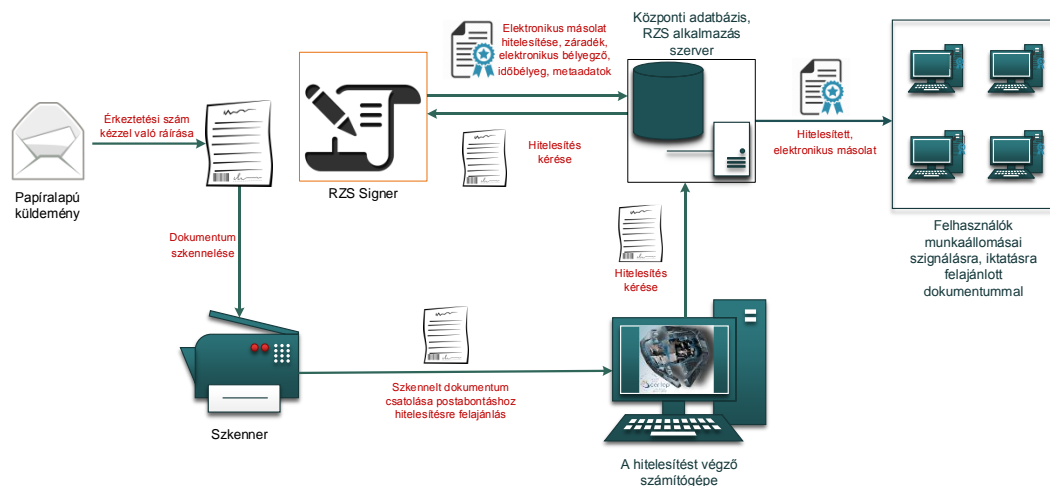 Elektronikus másolat
hitelesítése, záradék,
elektronikus bélyegző,
időbélyeg, metaadatok
Központi adatbázis,
RZS alkalmazás
szerver
Érkeztetési szám
kézzel való ráírása
Hitelesítés
kérése
Hitelesített,
elektronikus másolat
Papíralapú
küldemény
RZS Signer
Dokumentum
szkennelése
Hitelesítés
kérése
Felhasználók
munkaállomásai
szignálásra, iktatásra
felajánlott
dokumentummal
Szkennelt dokumentum
csatolása postabontáshoz
hitelesítésre felajánlás
Szkenner
A hitelesítést végző
számítógépe